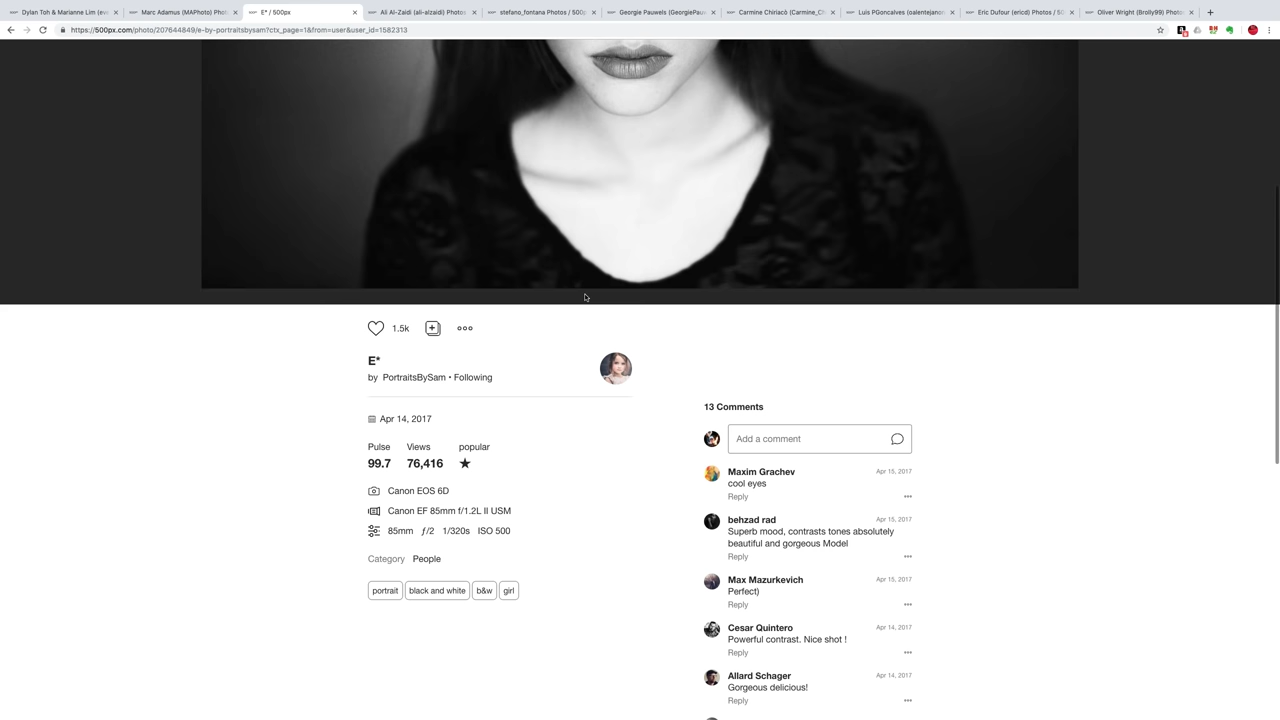 Dylan Toh & Marianne Lim (ev
Marc Adamus (MAPhoto) Phot
E* / 500px
Ali Al-Zaidi (ali-alzaidi) Photos
stefano_fontana Photos / 500p
Georgie Pauwels (GeorgiePau
Carmine Chiriacò (Carmine_C
Luis PGoncalves (oalentejano
Eric Dufour (ericd) Photos / 50
Oliver Wright (Brolly99) Photo
https://500px.com/photo/207644849/e-by-portraitsbysam?ctx_page=1&from=user&user_id=1582313
1.5k
E*
by PortraitsBySam • Following
Apr 14, 2017
Pulse Views popular
99.7 76,416
Canon EOS 6D
Canon EF 85mm f/1.2L II USM
85mm ƒ/2 1/320s ISO 500
Category People
portrait black and white b&w girl
13 Comments
Add a comment
Maxim Grachev Apr 15, 2017
cool eyes
Reply
behzad rad Apr 15, 2017
Superb mood, contrasts tones absolutely
beautiful and gorgeous Model
Reply
Max Mazurkevich Apr 15, 2017
Perfect)
Reply
Cesar Quintero Apr 14, 2017
Powerful contrast. Nice shot !
Reply
Allard Schager Apr 14, 2017
Gorgeous delicious!
Reply